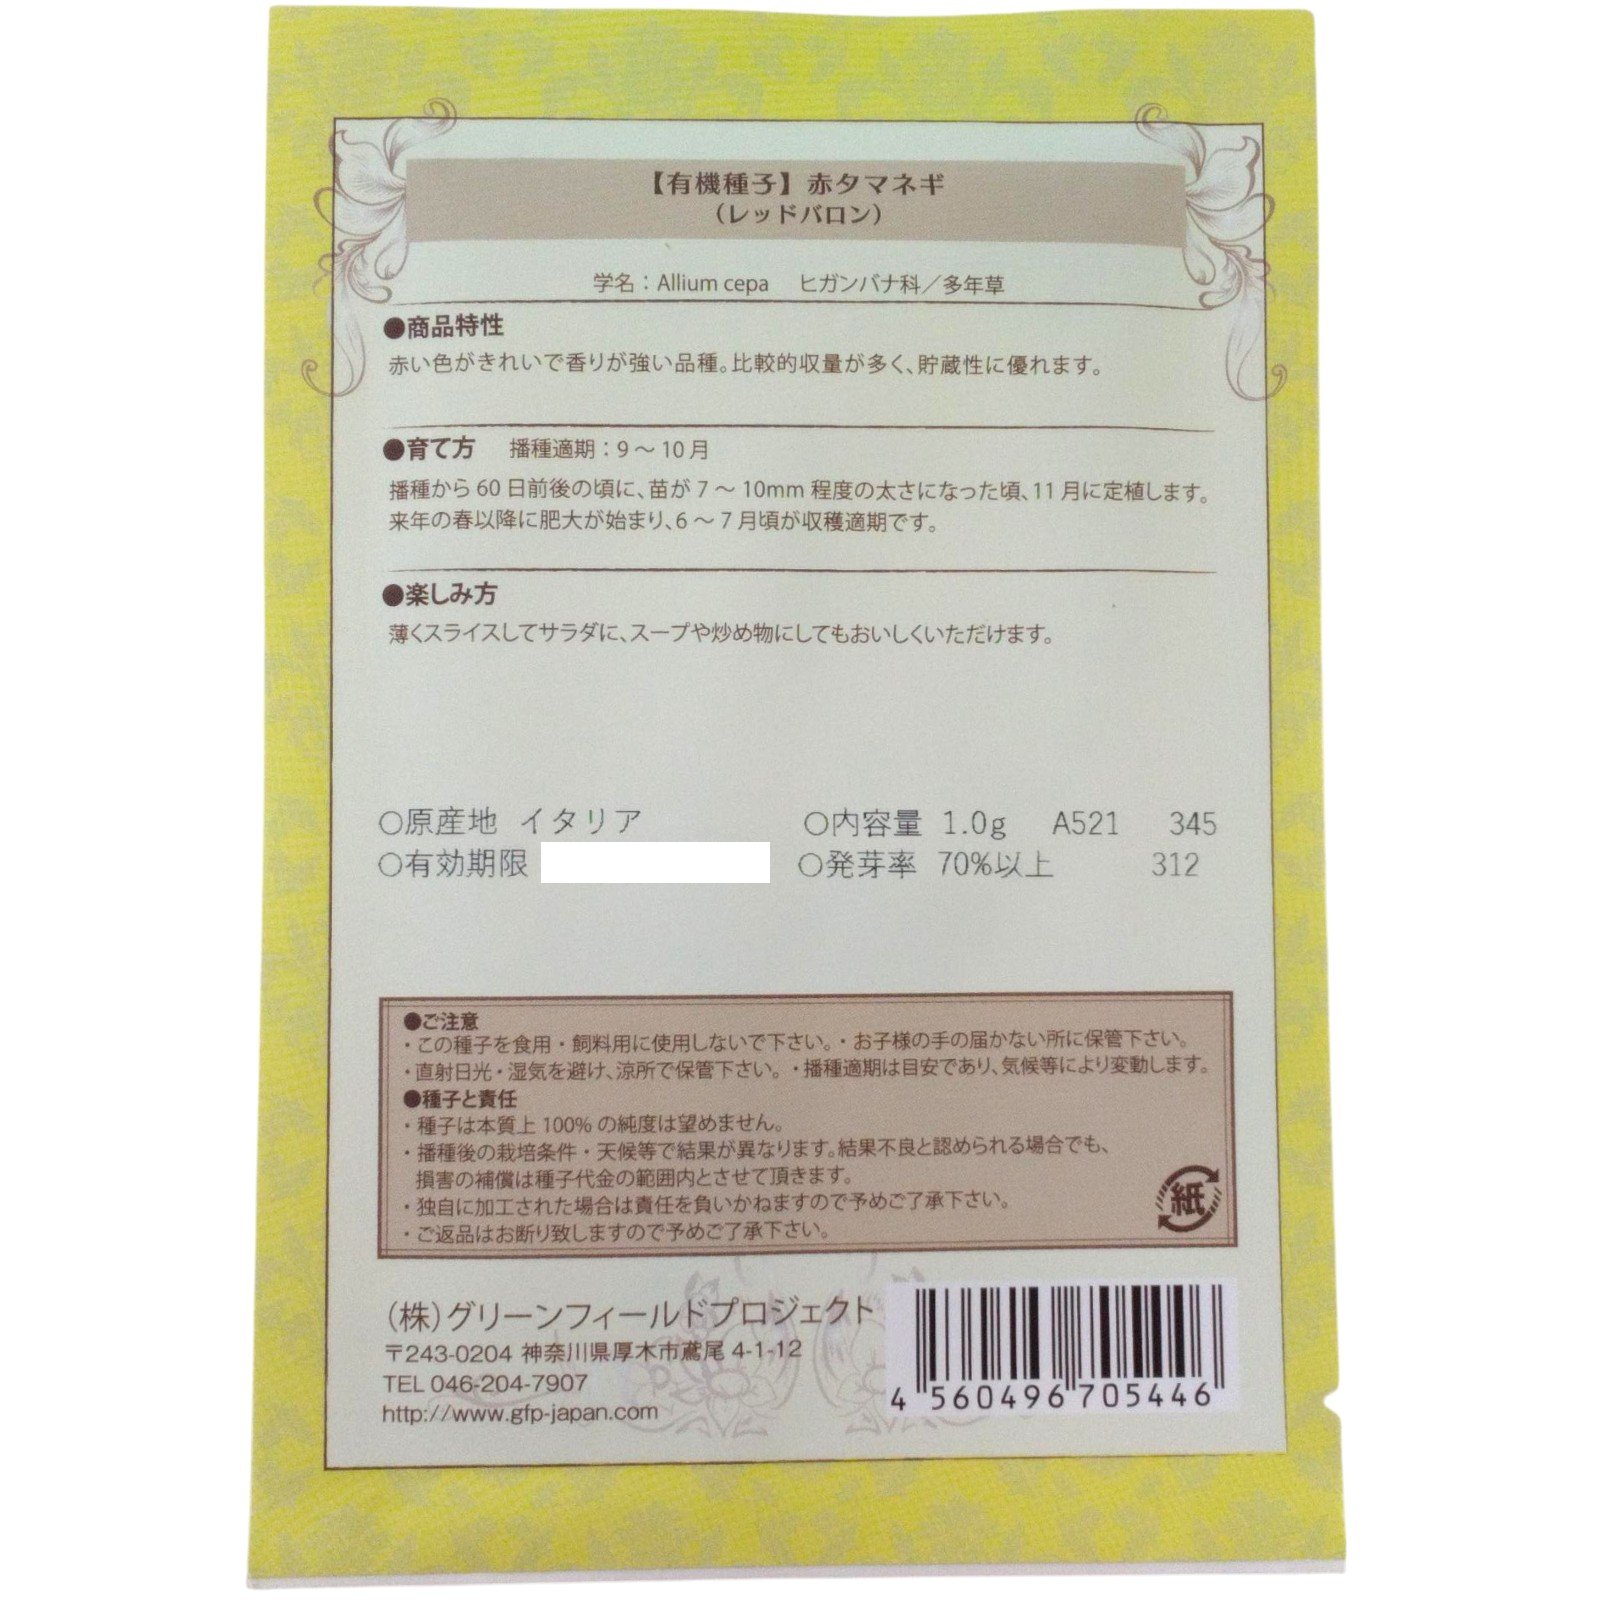 【有機種子】赤タマネギ
（レッドバロン）
学名：Allium cepa　ヒガンバナ科／多年草
●商品特性
赤い色がきれいで香りが強い品種。比較的収量が多く、貯蔵性に優れます。
●育て方　播種適期：9～10月
播種から60日前後の頃に、苗が7～10mm程度の太さになった頃、11月に定植します。
来年の春以降に肥大が始まり、6～7月頃が収穫適期です。
●楽しみ方
薄くスライスしてサラダに、スープや炒め物にしてもおいしくいただけます。
○原産地 イタリア　○内容量 1.0g　A521　345
○有効期限　○発芽率 70%以上　312
●ご注意
・この種子を食用・飼料用に使用しないで下さい。・お子様の手の届かない所に保管下さい。
・直射日光・湿気を避け、涼所で保管下さい。・播種適期は目安であり、気候等により変動します。
●種子と責任
・種子は本質上100%の純度は望めません。
・播種後の栽培条件・天候等で結果が異なります。結果不良と認められる場合でも、
損害の補償は種子代金の範囲内とさせて頂きます。
・独自に加工された場合は責任を負いかねますので予めご了承下さい。
・ご返品はお断り致しますので予めご了承下さい。
紙
（株）グリーンフィールドプロジェクト
〒243-0204 神奈川県厚木市鳶尾4-1-12
TEL 046-204-7907
http://www.gfp-japan.com
4 560496 705446